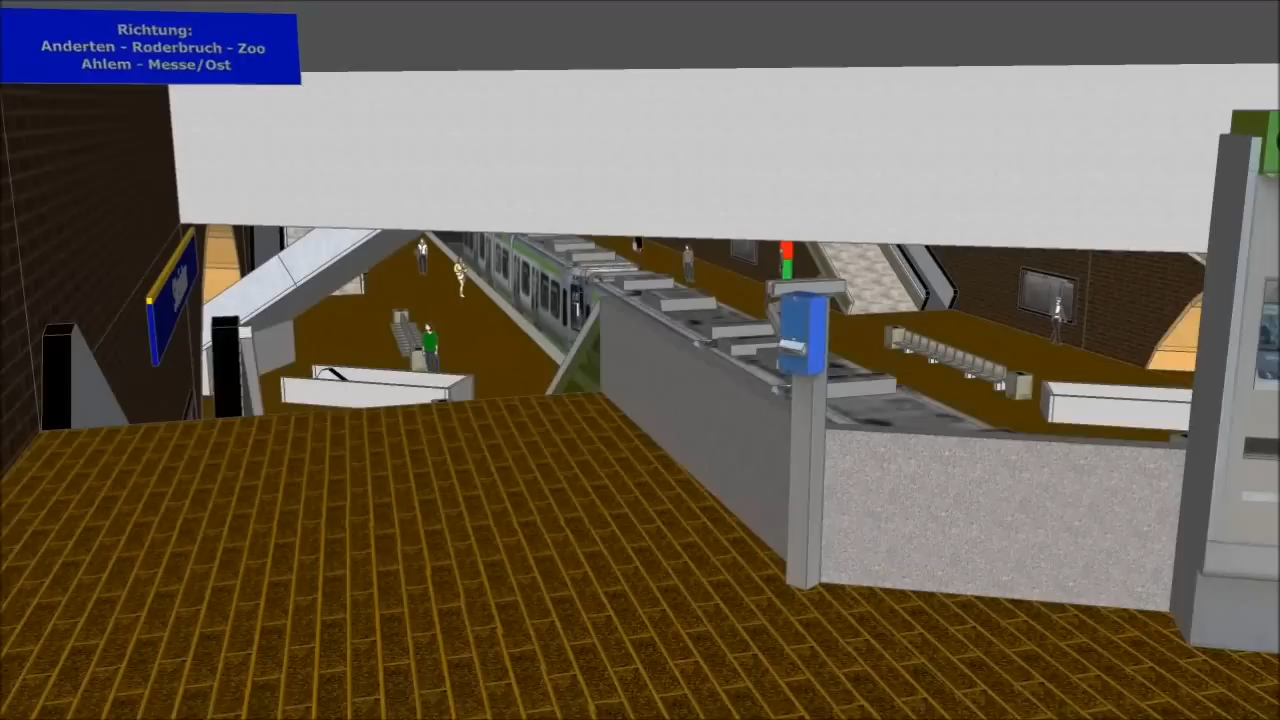 Richtung:
Anderten - Roderbruch - Zoo
Ahlem - Messe/Ost